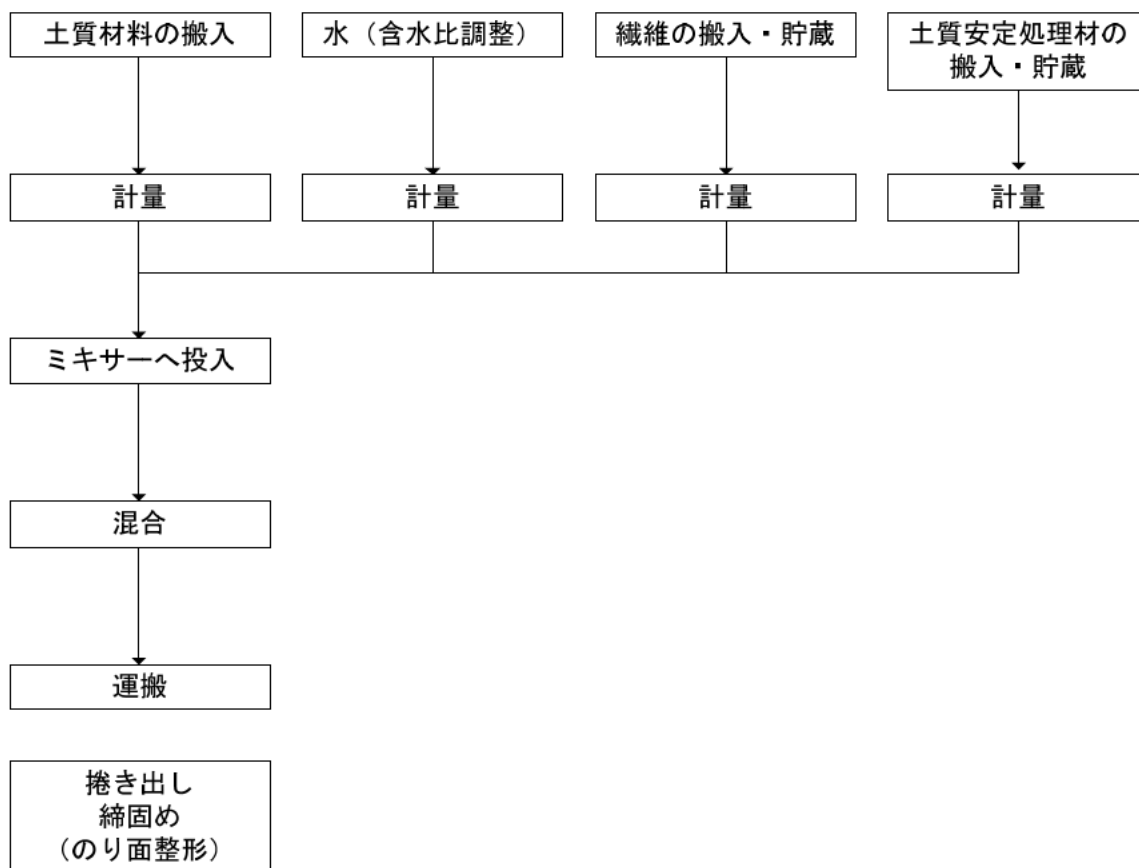 土質材料の搬入
水（含水比調整）
繊維の搬入・貯蔵
土質安定処理材の
搬入・貯蔵
計量
計量
計量
計量
ミキサーへ投入
混合
運搬
捲き出し
締固め
（のり面整形）